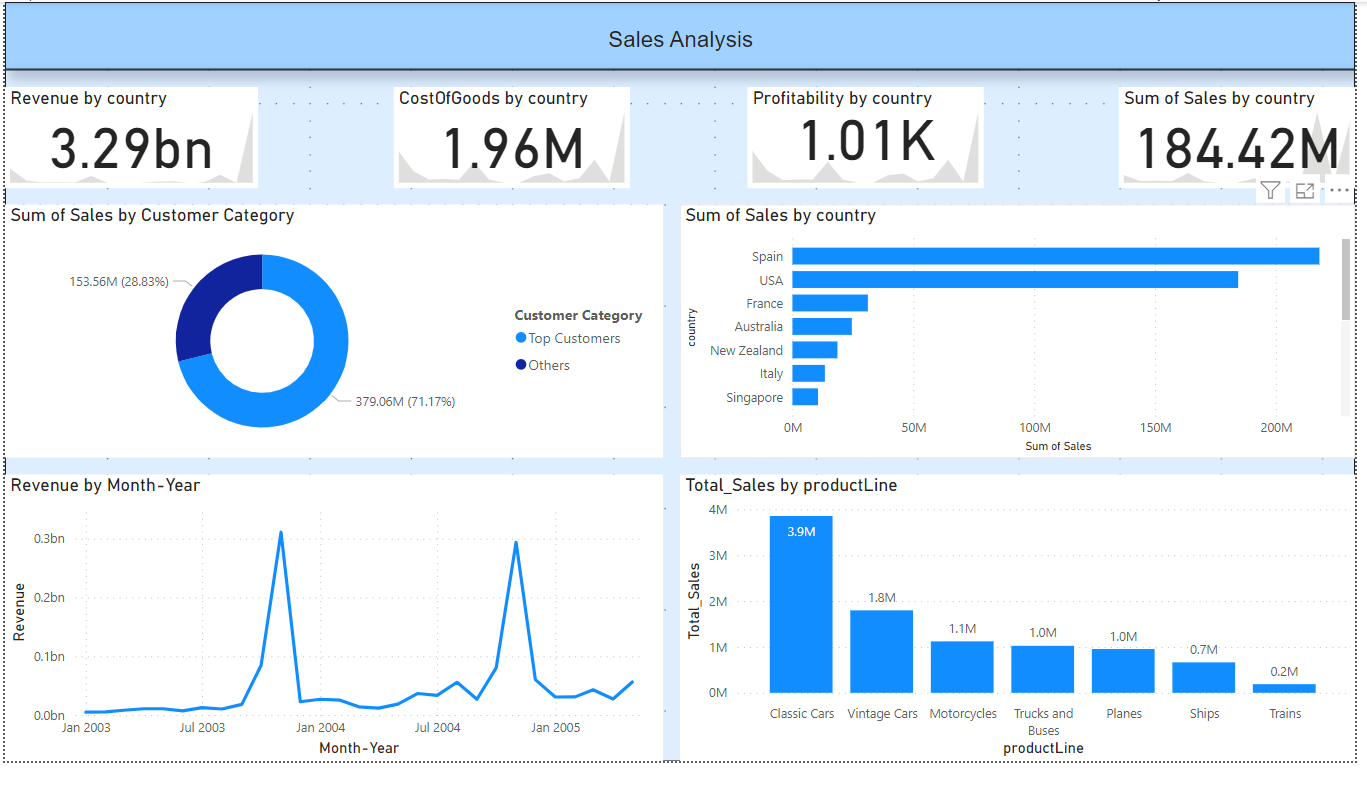 Sales Analysis
Revenue by country
3.29bn
CostOfGoods by country
1.96M
Profitability by country
1.01K
Sum of Sales by country
184.42M
Sum of Sales by Customer Category
153.56M (28.83%)
379.06M (71.17%)
Customer Category
Top Customers
Others
Sum of Sales by country
country
Spain
USA
France
Australia
New Zealand
Italy
Singapore
0M 50M 100M 150M 200M
Sum of Sales
Revenue by Month-Year
Revenue
0.3bn
0.2bn
0.1bn
0.0bn
Jan 2003 Jul 2003 Jan 2004 Jul 2004 Jan 2005
Month-Year
Total_Sales by productLine
Total_Sales
4M
3M
2M
1M
0M
3.9M
1.8M
1.1M
1.0M
1.0M
0.7M
0.2M
Classic Cars
Vintage Cars
Motorcycles
Trucks and
Buses
Planes
Ships
Trains
productLine